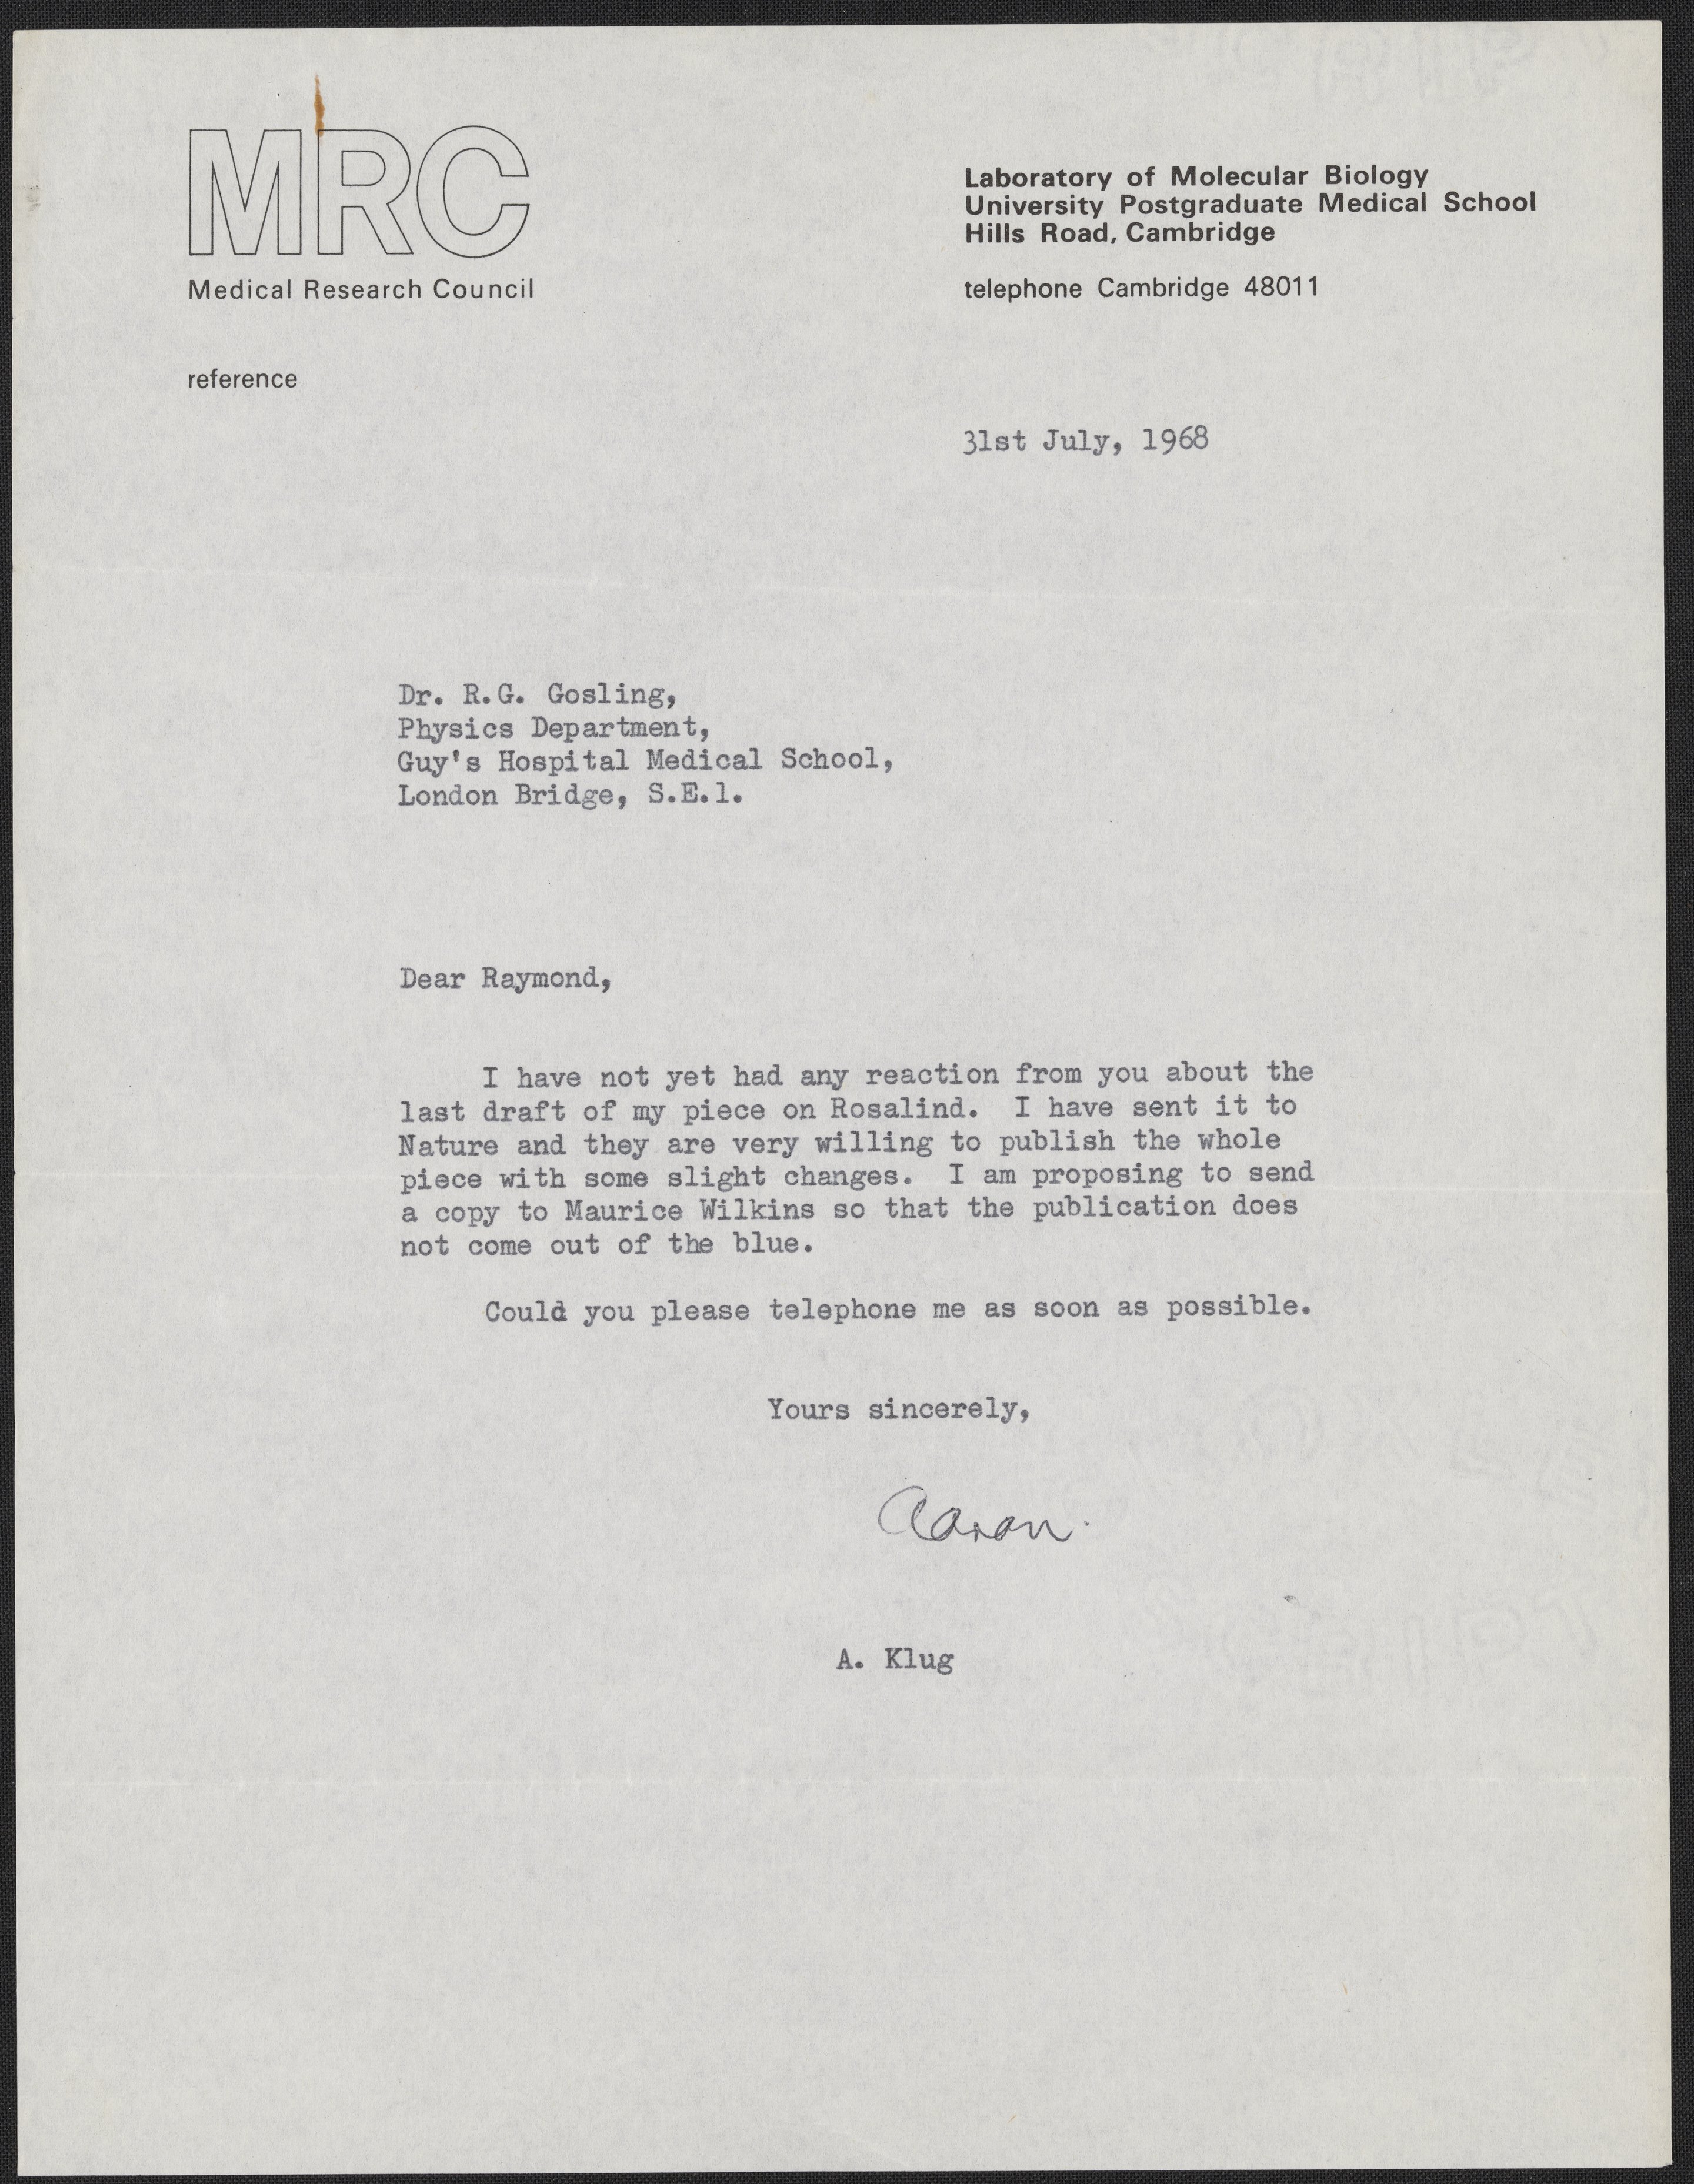 MRC
Medical Research Council
Laboratory of Molecular Biology
University Postgraduate Medical School
Hills Road, Cambridge
telephone Cambridge 48011
reference
31st July, 1968
Dr. R.G. Gosling,
Physics Department,
Guy's Hospital Medical School,
London Bridge, S.E.1.
Dear Raymond,
I have not yet had any reaction from you about the
last draft of my piece on Rosalind. I have sent it to
Nature and they are very willing to publish the whole
piece with some slight changes. I am proposing to send
a copy to Maurice Wilkins so that the publication does
not come out of the blue.
Could you please telephone me as soon as possible.
Yours sincerely,
Aaron.
A. Klug